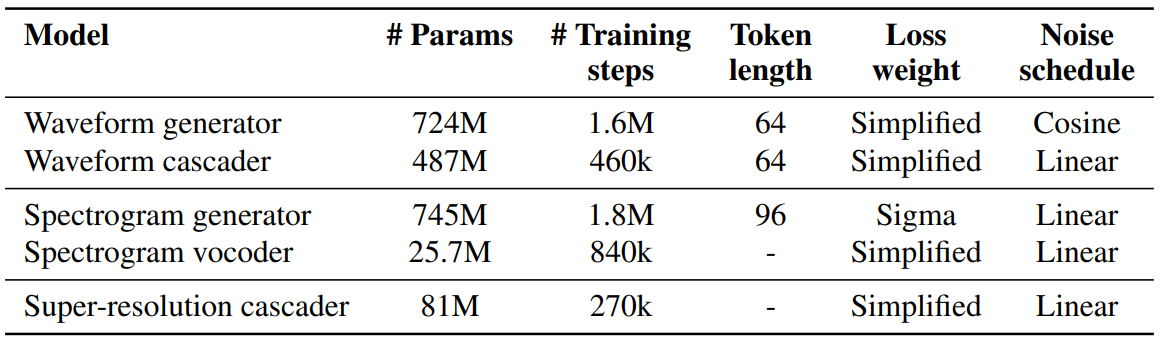 Model # Params # Training steps Token length Loss weight Noise schedule
Waveform generator 724M 1.6M 64 Simplified Cosine
Waveform cascader 487M 460k 64 Simplified Linear
Spectrogram generator 745M 1.8M 96 Sigma Linear
Spectrogram vocoder 25.7M 840k - Simplified Linear
Super-resolution cascader 81M 270k - Simplified Linear